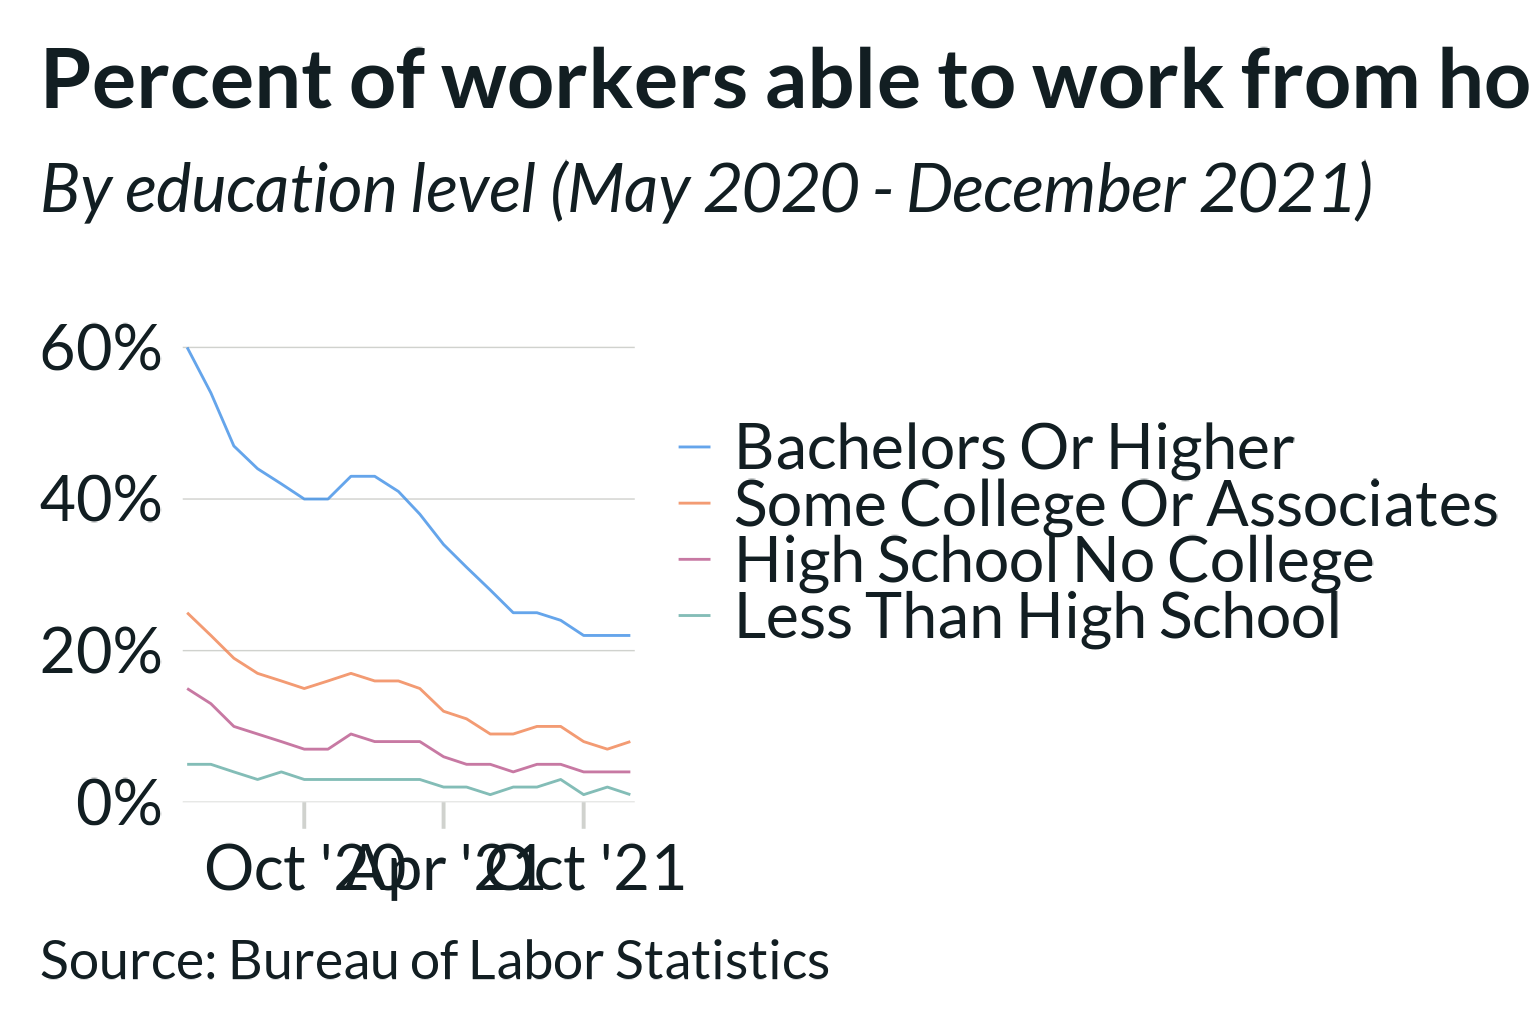 Percent of workers able to work from ho
By education level (May 2020 - December 2021)
60%
40%
20%
0%
Bachelors Or Higher
Some College Or Associates
High School No College
Less Than High School
Oct '20 Apr '21 Oct '21
Source: Bureau of Labor Statistics